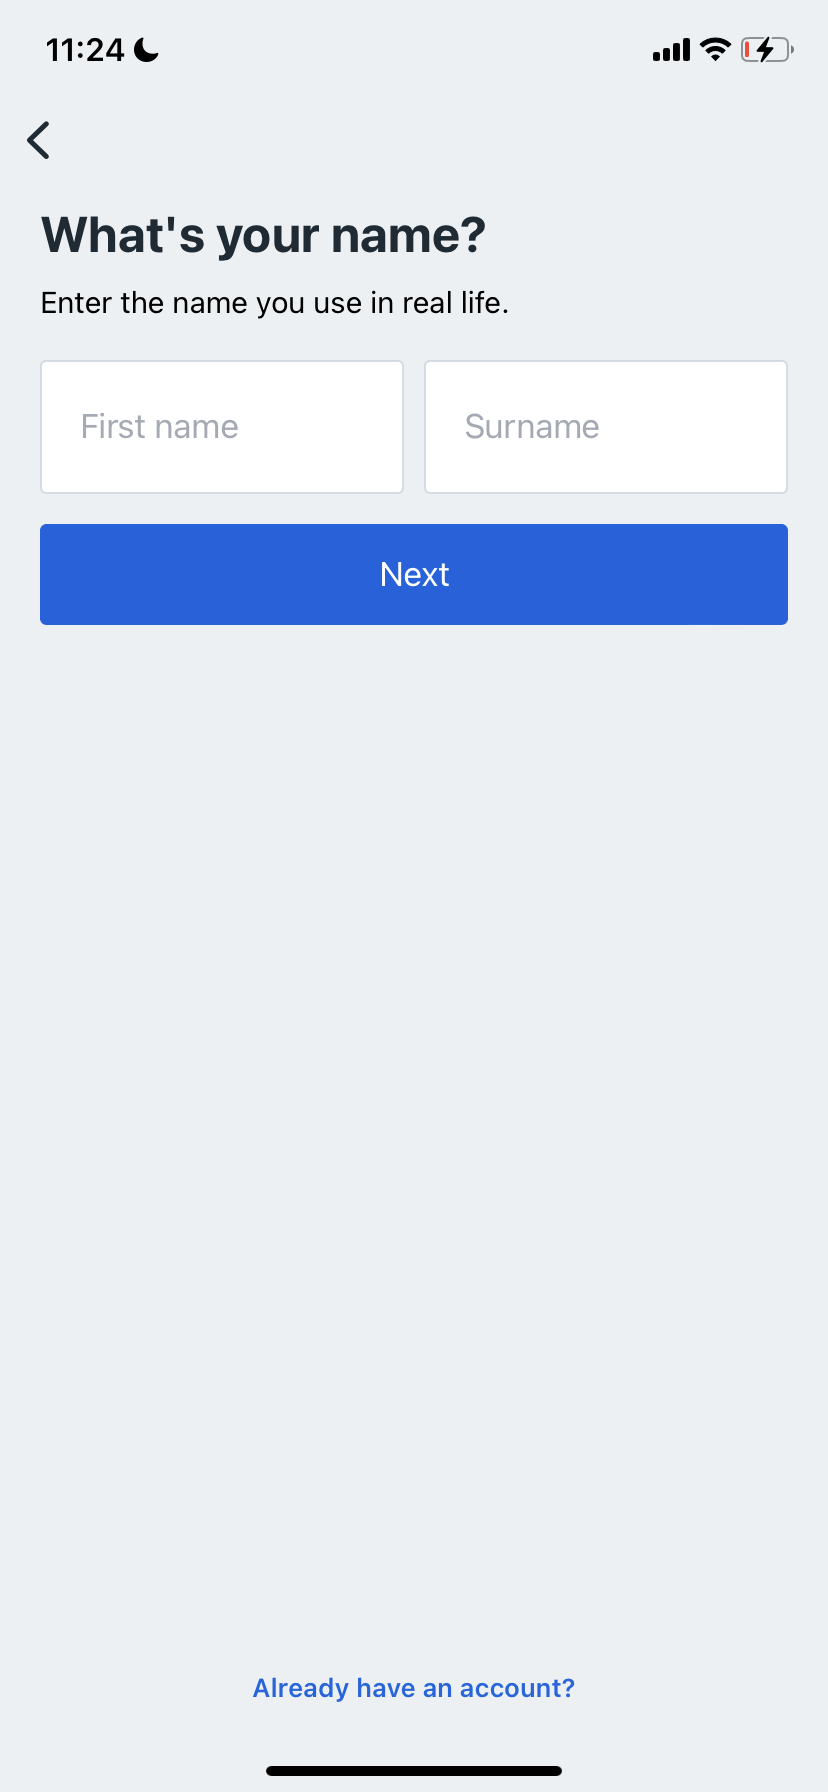 11:24
What's your name?
Enter the name you use in real life.
First name
Surname
Next
Already have an account?